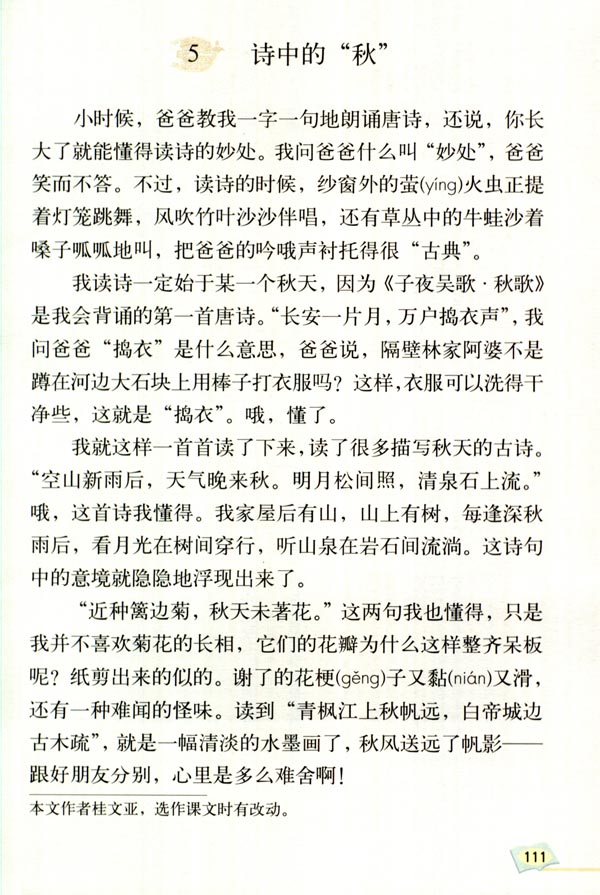 5 诗中的“秋”
小时候，爸爸教我一字一句地朗诵唐诗，还说，你长
大了就能懂得读诗的妙处。我问爸爸什么叫“妙处”，爸爸
笑而不答。不过，读诗的时候，纱窗外的萤(yíng)火虫正提
着灯笼跳舞，风吹竹叶沙沙伴唱，还有草丛中的牛蛙沙着
嗓子呱呱地叫，把爸爸的吟哦声衬托得很“古典”。
我读诗一定始于某一个秋天，因为《子夜吴歌·秋歌》
是我会背诵的第一首唐诗。“长安一片月，万户捣衣声”，我
问爸爸“捣衣”是什么意思，爸爸说，隔壁林家阿婆不是
蹲在河边大石块上用棒子打衣服吗？这样，衣服可以洗得干
净些，这就是“捣衣”。哦，懂了。
我就这样一首首读了下来，读了很多描写秋天的古诗。
“空山新雨后，天气晚来秋。明月松间照，清泉石上流。”
哦，这首诗我懂得。我家屋后有山，山上有树，每逢深秋
雨后，看月光在树间穿行，听山泉在岩石间流淌。这诗句
中的意境就隐隐地浮现出来了。
“近种篱边菊，秋天未著花。”这两句我也懂得，只是
我并不喜欢菊花的长相，它们的花瓣为什么这样整齐呆板
呢？纸剪出来的似的。谢了的花梗(gěng)子又黏(nián)又滑，
还有一种难闻的怪味。读到“青枫江上秋帆远，白帝城边
古木疏”，就是一幅清淡的水墨画了，秋风送远了帆影——
跟好朋友分别，心里是多么难舍啊！
本文作者桂文亚，选作课文时有改动。
111